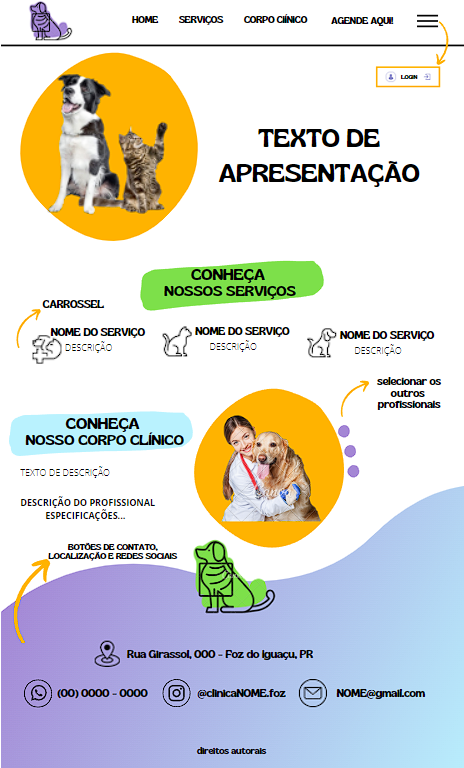 HOME SERVIÇOS CORPO ClíNICO AGENDE AQUI!
LOGIN
TEXTO DE
APRESENTAÇÃO
CONHEÇA
NOSSOS SERVIÇOS
CARROSSEL
NOME DO SERVIÇO
DESCRIÇÃO
NOME DO SERVIÇO
DESCRIÇÃO
NOME DO SERVIÇO
DESCRIÇÃO
selecionar os
outros
profissionais
CONHEÇA
NOSSO CORPO CLÍNICO
TEXTO DE DESCRIÇÃO
DESCRIÇÃO DO PROFISSIONAL
ESPECIFICAÇÕES...
Canva
BOTÕES DE CONTATO,
LOCALIZAÇÃO E REDES SOCIAIS
Rua Girassol, 000 - Foz do Iguaçu, PR
(00) 0000 - 0000
@clinicaNOME.foz
NOME@gmail.com
direitos autorais